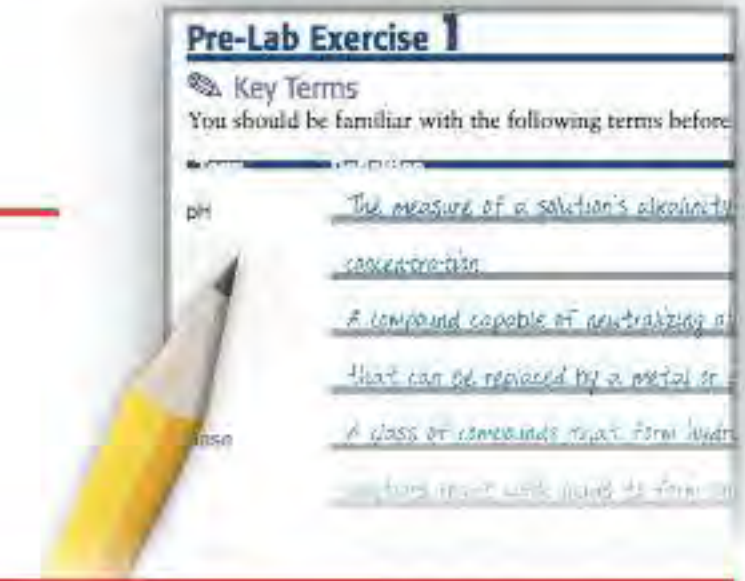 Pre-Lab Exercise 1
Key Terms
You should be familiar with the following terms before
pH
The measure of a solution's alkalinity
concentration
A compound capable of neutralizing
that can be replaced by a metal or
A class of compounds that form
to form